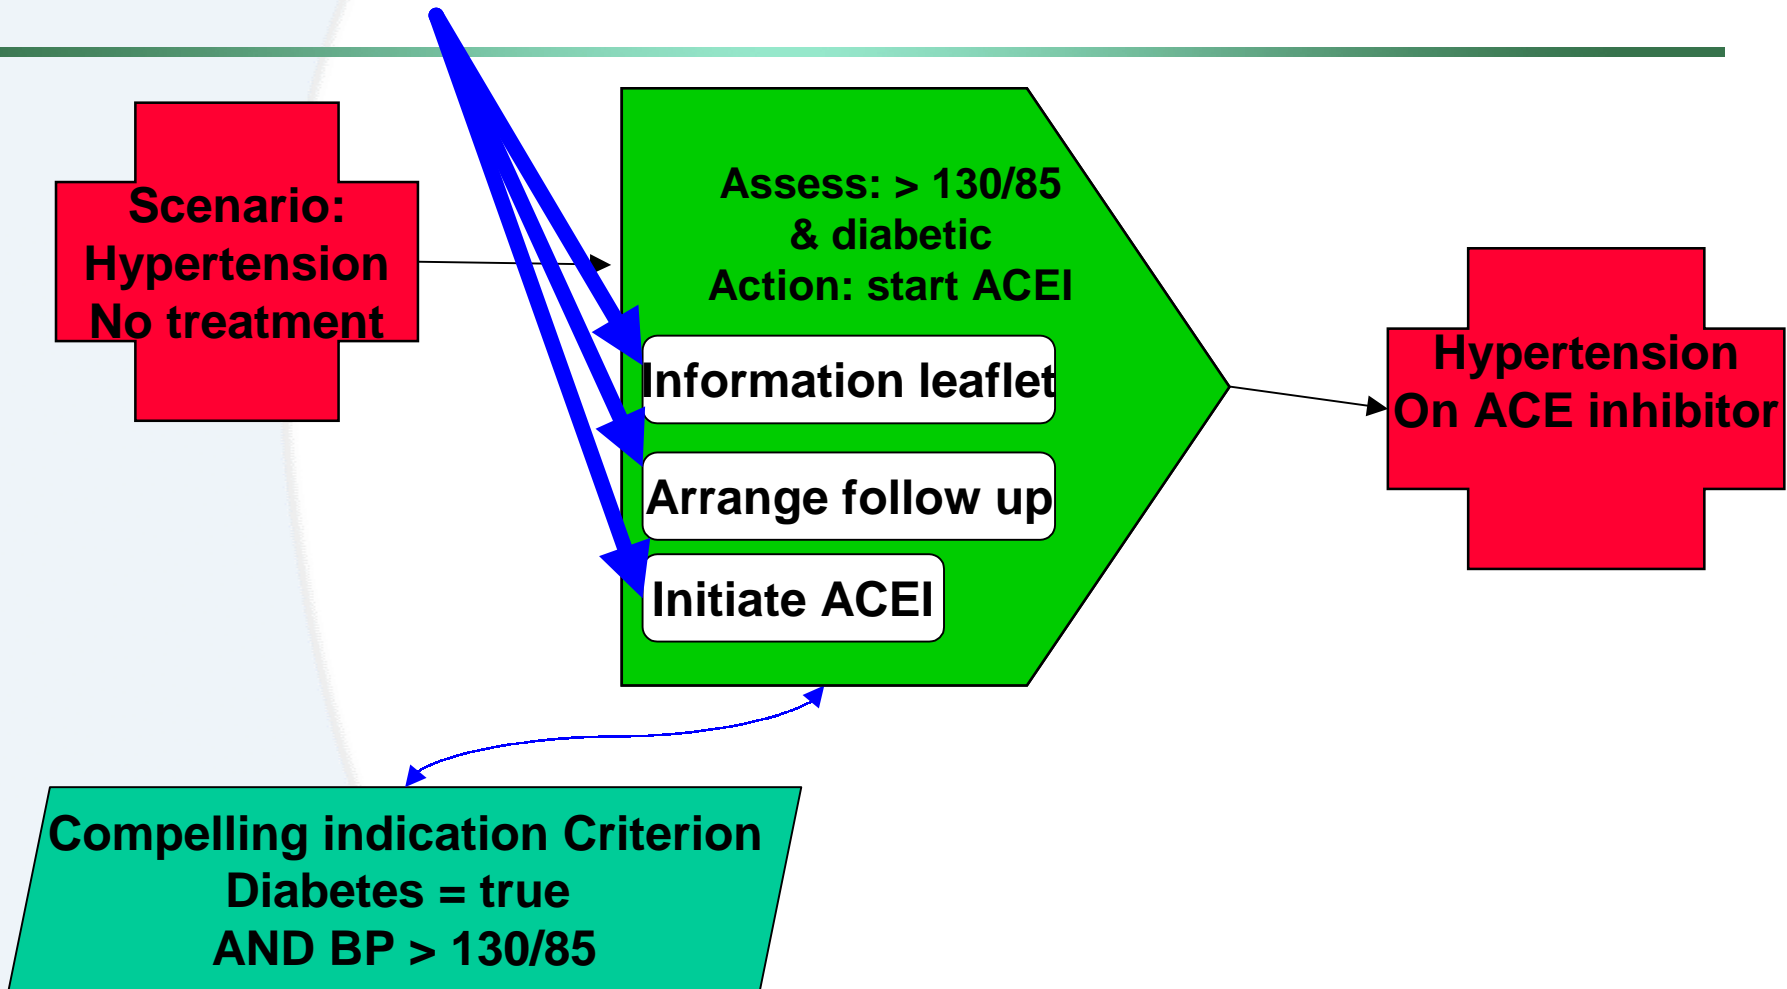 Scenario:
Hypertension
No treatment
Assess: > 130/85
& diabetic
Action: start ACEI
Information leaflet
Arrange follow up
Initiate ACEI
Hypertension
On ACE inhibitor
Compelling indication Criterion
Diabetes = true
AND BP > 130/85